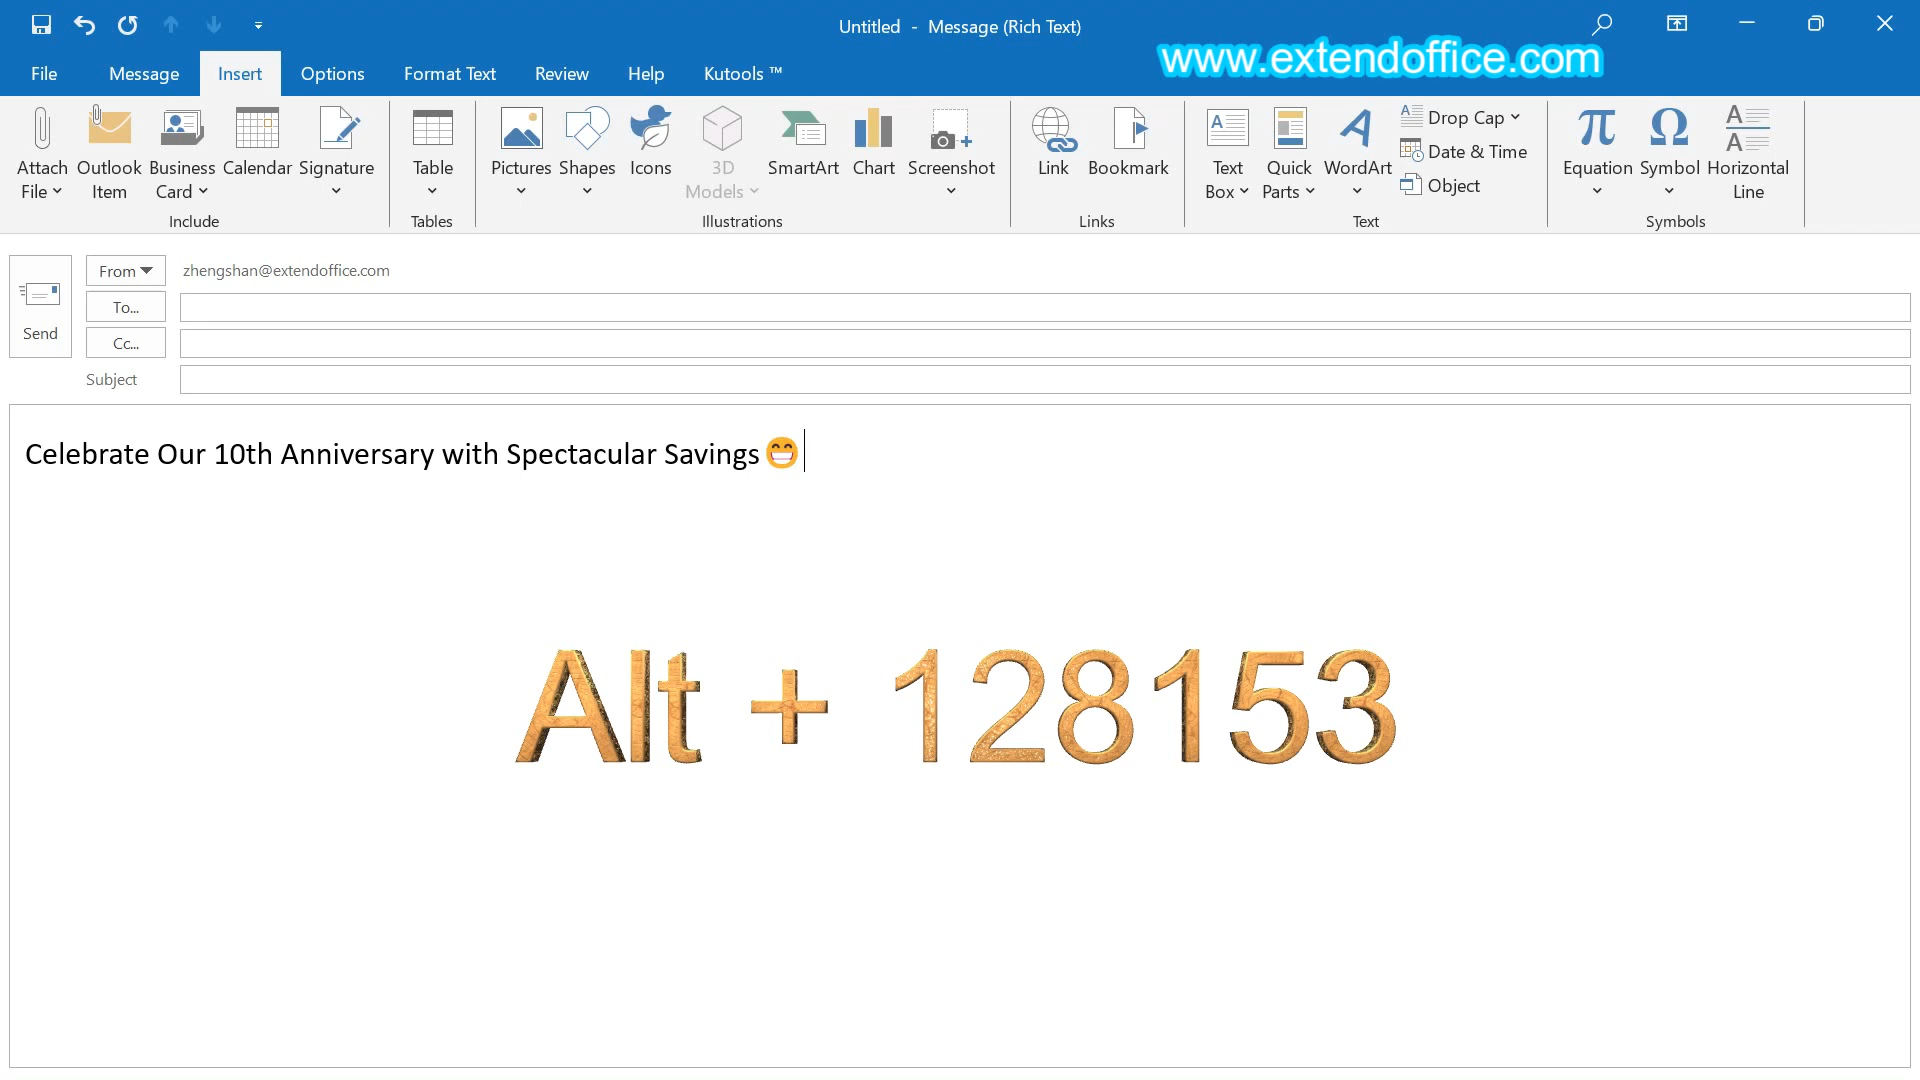 Untitled - Message (Rich Text)
www.extendoffice.com
File Message Insert Options Format Text Review Help Kutools ™
Attach File Outlook Item Business Card Calendar Signature
Include
Table
Tables
Pictures Shapes Icons 3D Models SmartArt Chart Screenshot
Illustrations
Link Bookmark
Links
Text Box Quick Parts WordArt
Drop Cap
Date & Time
Object
Text
Equation Symbol Horizontal Line
Symbols
Send
From zhengshan@extendoffice.com
To...
Cc...
Subject
Celebrate Our 10th Anniversary with Spectacular Savings😁
Alt + 128153